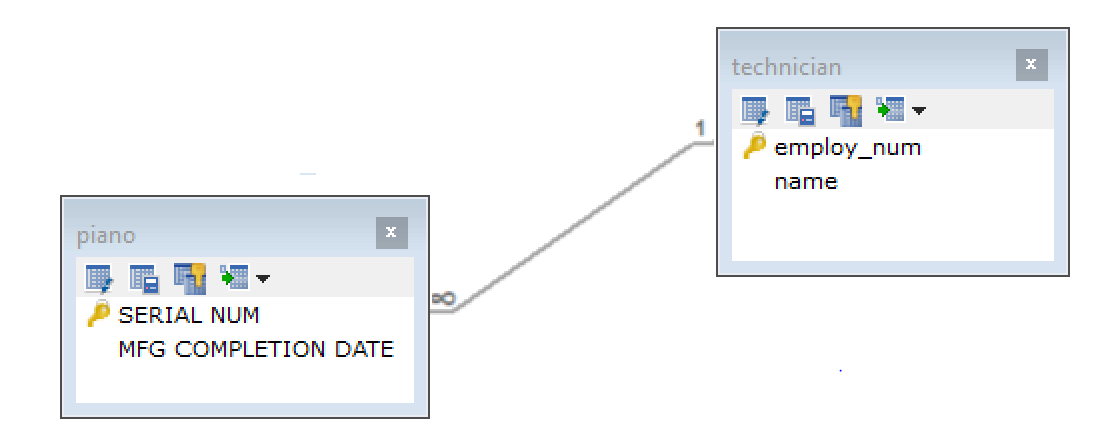 technician
x
1
employ_num
name
piano
x
∞
SERIAL NUM
MFG COMPLETION DATE